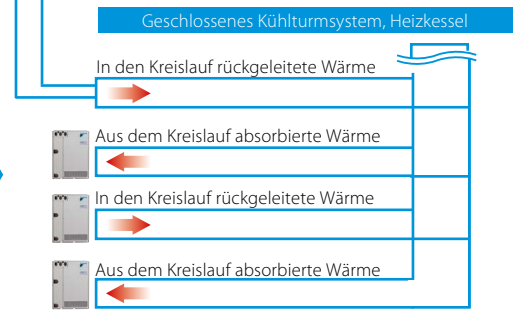 Geschlossenes Kühlturmsystem, Heizkessel
In den Kreislauf rückgeleitete Wärme
Aus dem Kreislauf absorbierte Wärme
In den Kreislauf rückgeleitete Wärme
Aus dem Kreislauf absorbierte Wärme